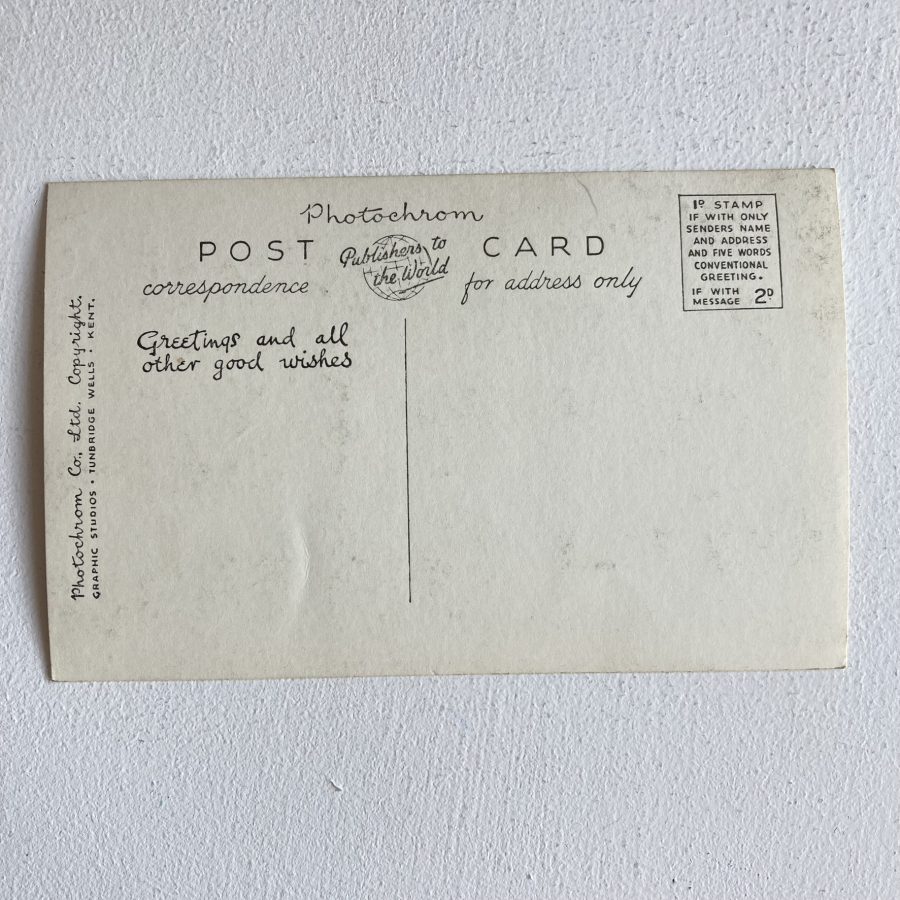 Photochrom
POST CARD
Publishers to
the World
correspondence
for address only
1D STAMP
IF WITH ONLY
SENDERS NAME
AND ADDRESS
AND FIVE WORDS
CONVENTIONAL
GREETING.
IF WITH
MESSAGE 2D
Greetings and all
other good wishes
Photochrom Co., Ltd. Copyright.
GRAPHIC STUDIOS • TUNBRIDGE WELLS • KENT.